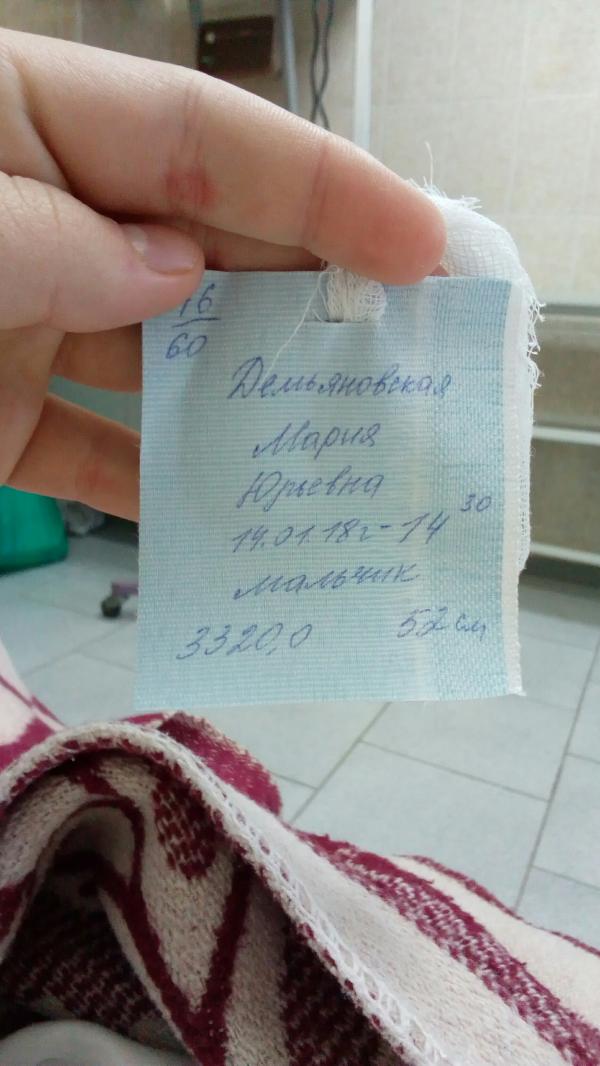 16
60
Демьяновская
Мария
Юрьевна
14.01.18г - 14 30
мальчик
3320,0 52 см